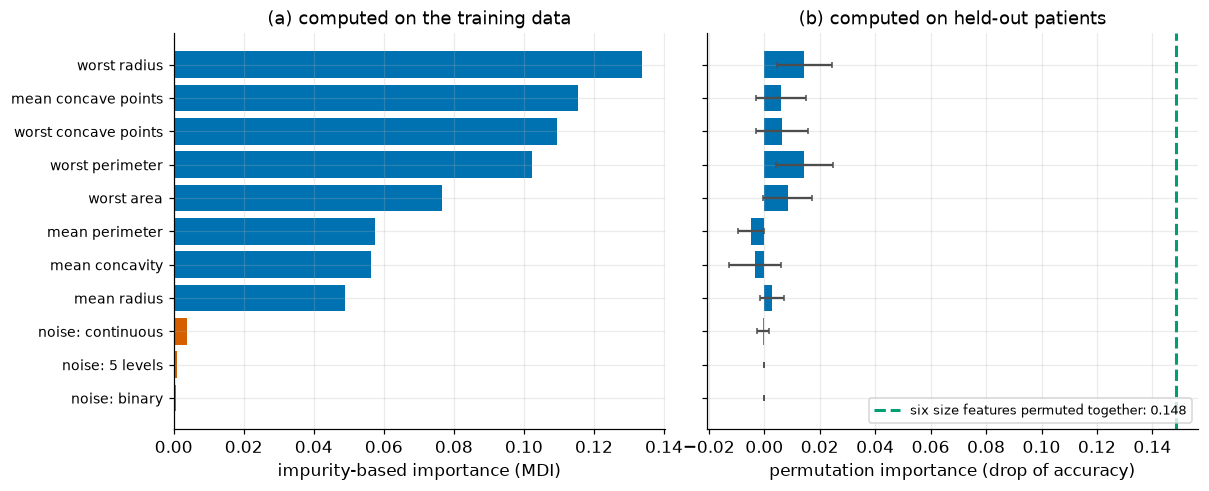 (a) computed on the training data
(b) computed on held-out patients
worst radius
mean concave points
worst concave points
worst perimeter
worst area
mean perimeter
mean concavity
mean radius
noise: continuous
noise: 5 levels
noise: binary
six size features permuted together: 0.148
0.00 0.02 0.04 0.06 0.08 0.10 0.12 0.14
−0.02 0.00 0.02 0.04 0.06 0.08 0.10 0.12 0.14
impurity-based importance (MDI)
permutation importance (drop of accuracy)